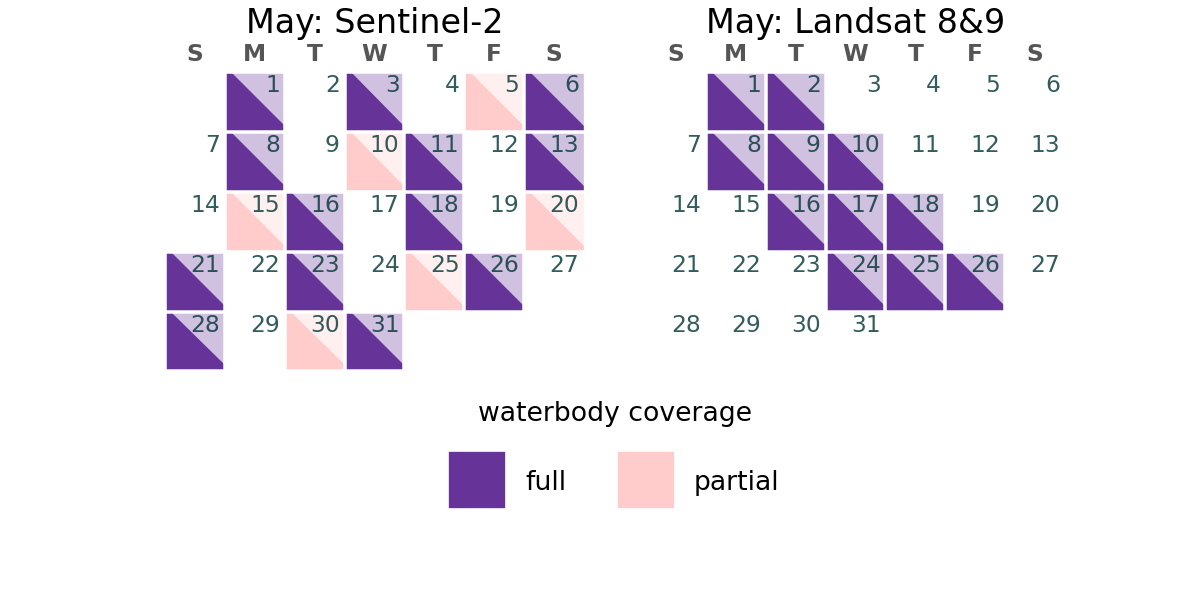 May: Sentinel-2
S M T W T F S
1 2 3 4 5 6
7 8 9 10 11 12 13
14 15 16 17 18 19 20
21 22 23 24 25 26 27
28 29 30 31
May: Landsat 8&9
S M T W T F S
1 2 3 4 5 6
7 8 9 10 11 12 13
14 15 16 17 18 19 20
21 22 23 24 25 26 27
28 29 30 31
waterbody coverage
full
partial